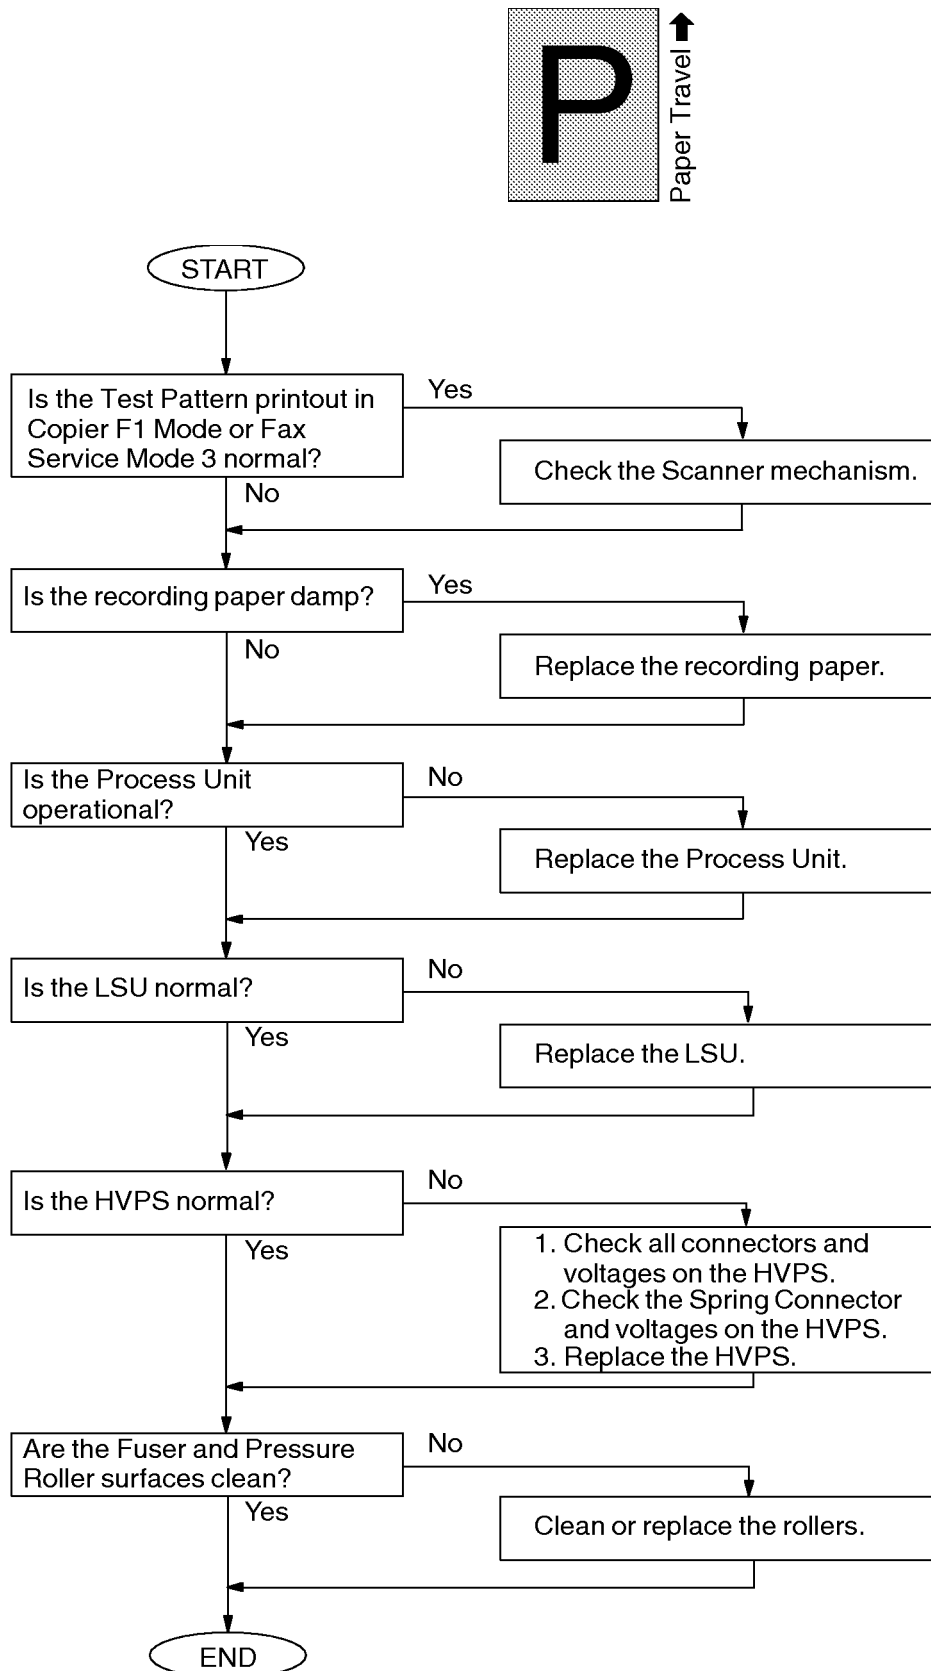 P
Paper Travel
START
Is the Test Pattern printout in
Copier F1 Mode or Fax
Service Mode 3 normal?
Yes
Check the Scanner mechanism.
No
Is the recording paper damp?
Yes
Replace the recording paper.
No
Is the Process Unit
operational?
No
Replace the Process Unit.
Yes
Is the LSU normal?
No
Replace the LSU.
Yes
Is the HVPS normal?
No
1. Check all connectors and
voltages on the HVPS.
2. Check the Spring Connector
and voltages on the HVPS.
3. Replace the HVPS.
Yes
Are the Fuser and Pressure
Roller surfaces clean?
No
Clean or replace the rollers.
Yes
END